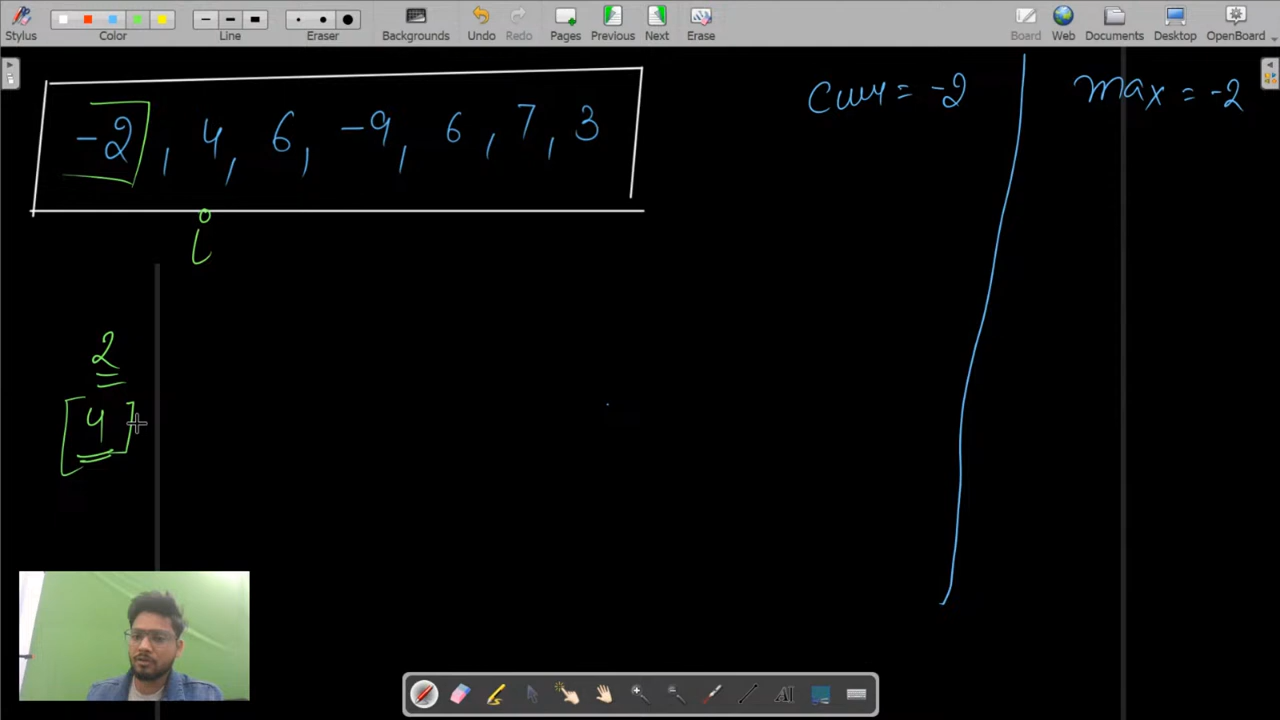 Stylus Color Line Eraser Backgrounds Undo Redo Pages Previous Next Erase Board Web Documents Desktop OpenBoard
-2, 4, 6, -9, 6, 7, 3
curr = -2
max = -2
i
2
[4]